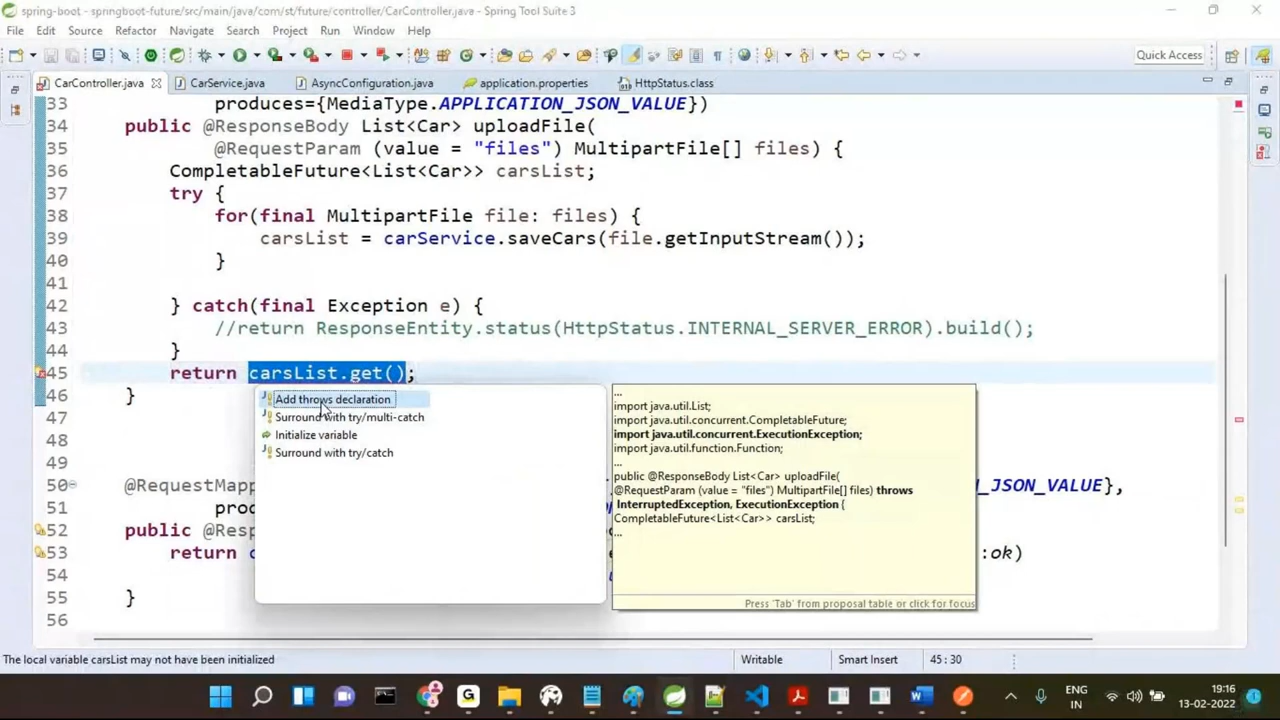 spring-boot - springboot-future/src/main/java/com/st/future/controller/CarController.java - Spring Tool Suite 3
File Edit Source Refactor Navigate Search Project Run Window Help
Quick Access
CarController.java CarService.java AsyncConfiguration.java application.properties HttpStatus.class
33 produces={MediaType.APPLICATION_JSON_VALUE})
34 public @ResponseBody List<Car> uploadFile(
35 @RequestParam (value = "files") MultipartFile[] files) {
36 CompletableFuture<List<Car>> carsList;
37 try {
38 for(final MultipartFile file: files) {
39 carsList = carService.saveCars(file.getInputStream());
40 }
41
42 } catch(final Exception e) {
43 //return ResponseEntity.status(HttpStatus.INTERNAL_SERVER_ERROR).build();
44 }
45 return carsList.get();
46 }
47
48
49
50 @RequestMapp N_JSON_VALUE},
51 prod
52 public @Resp
53 return c :ok)
54
55 }
56
Add throws declaration
Surround with try/multi-catch
Initialize variable
Surround with try/catch
...
import java.util.List;
import java.util.concurrent.CompletableFuture;
import java.util.concurrent.ExecutionException;
import java.util.function.Function;
...
public @ResponseBody List<Car> uploadFile(
@RequestParam (value = "files") MultipartFile[] files) throws
InterruptedException, ExecutionException {
CompletableFuture<List<Car>> carsList;
...
Press 'Tab' from proposal table or click for focus
The local variable carsList may not have been initialized Writable Smart Insert 45 : 30
ENG
IN
19:16
13-02-2022